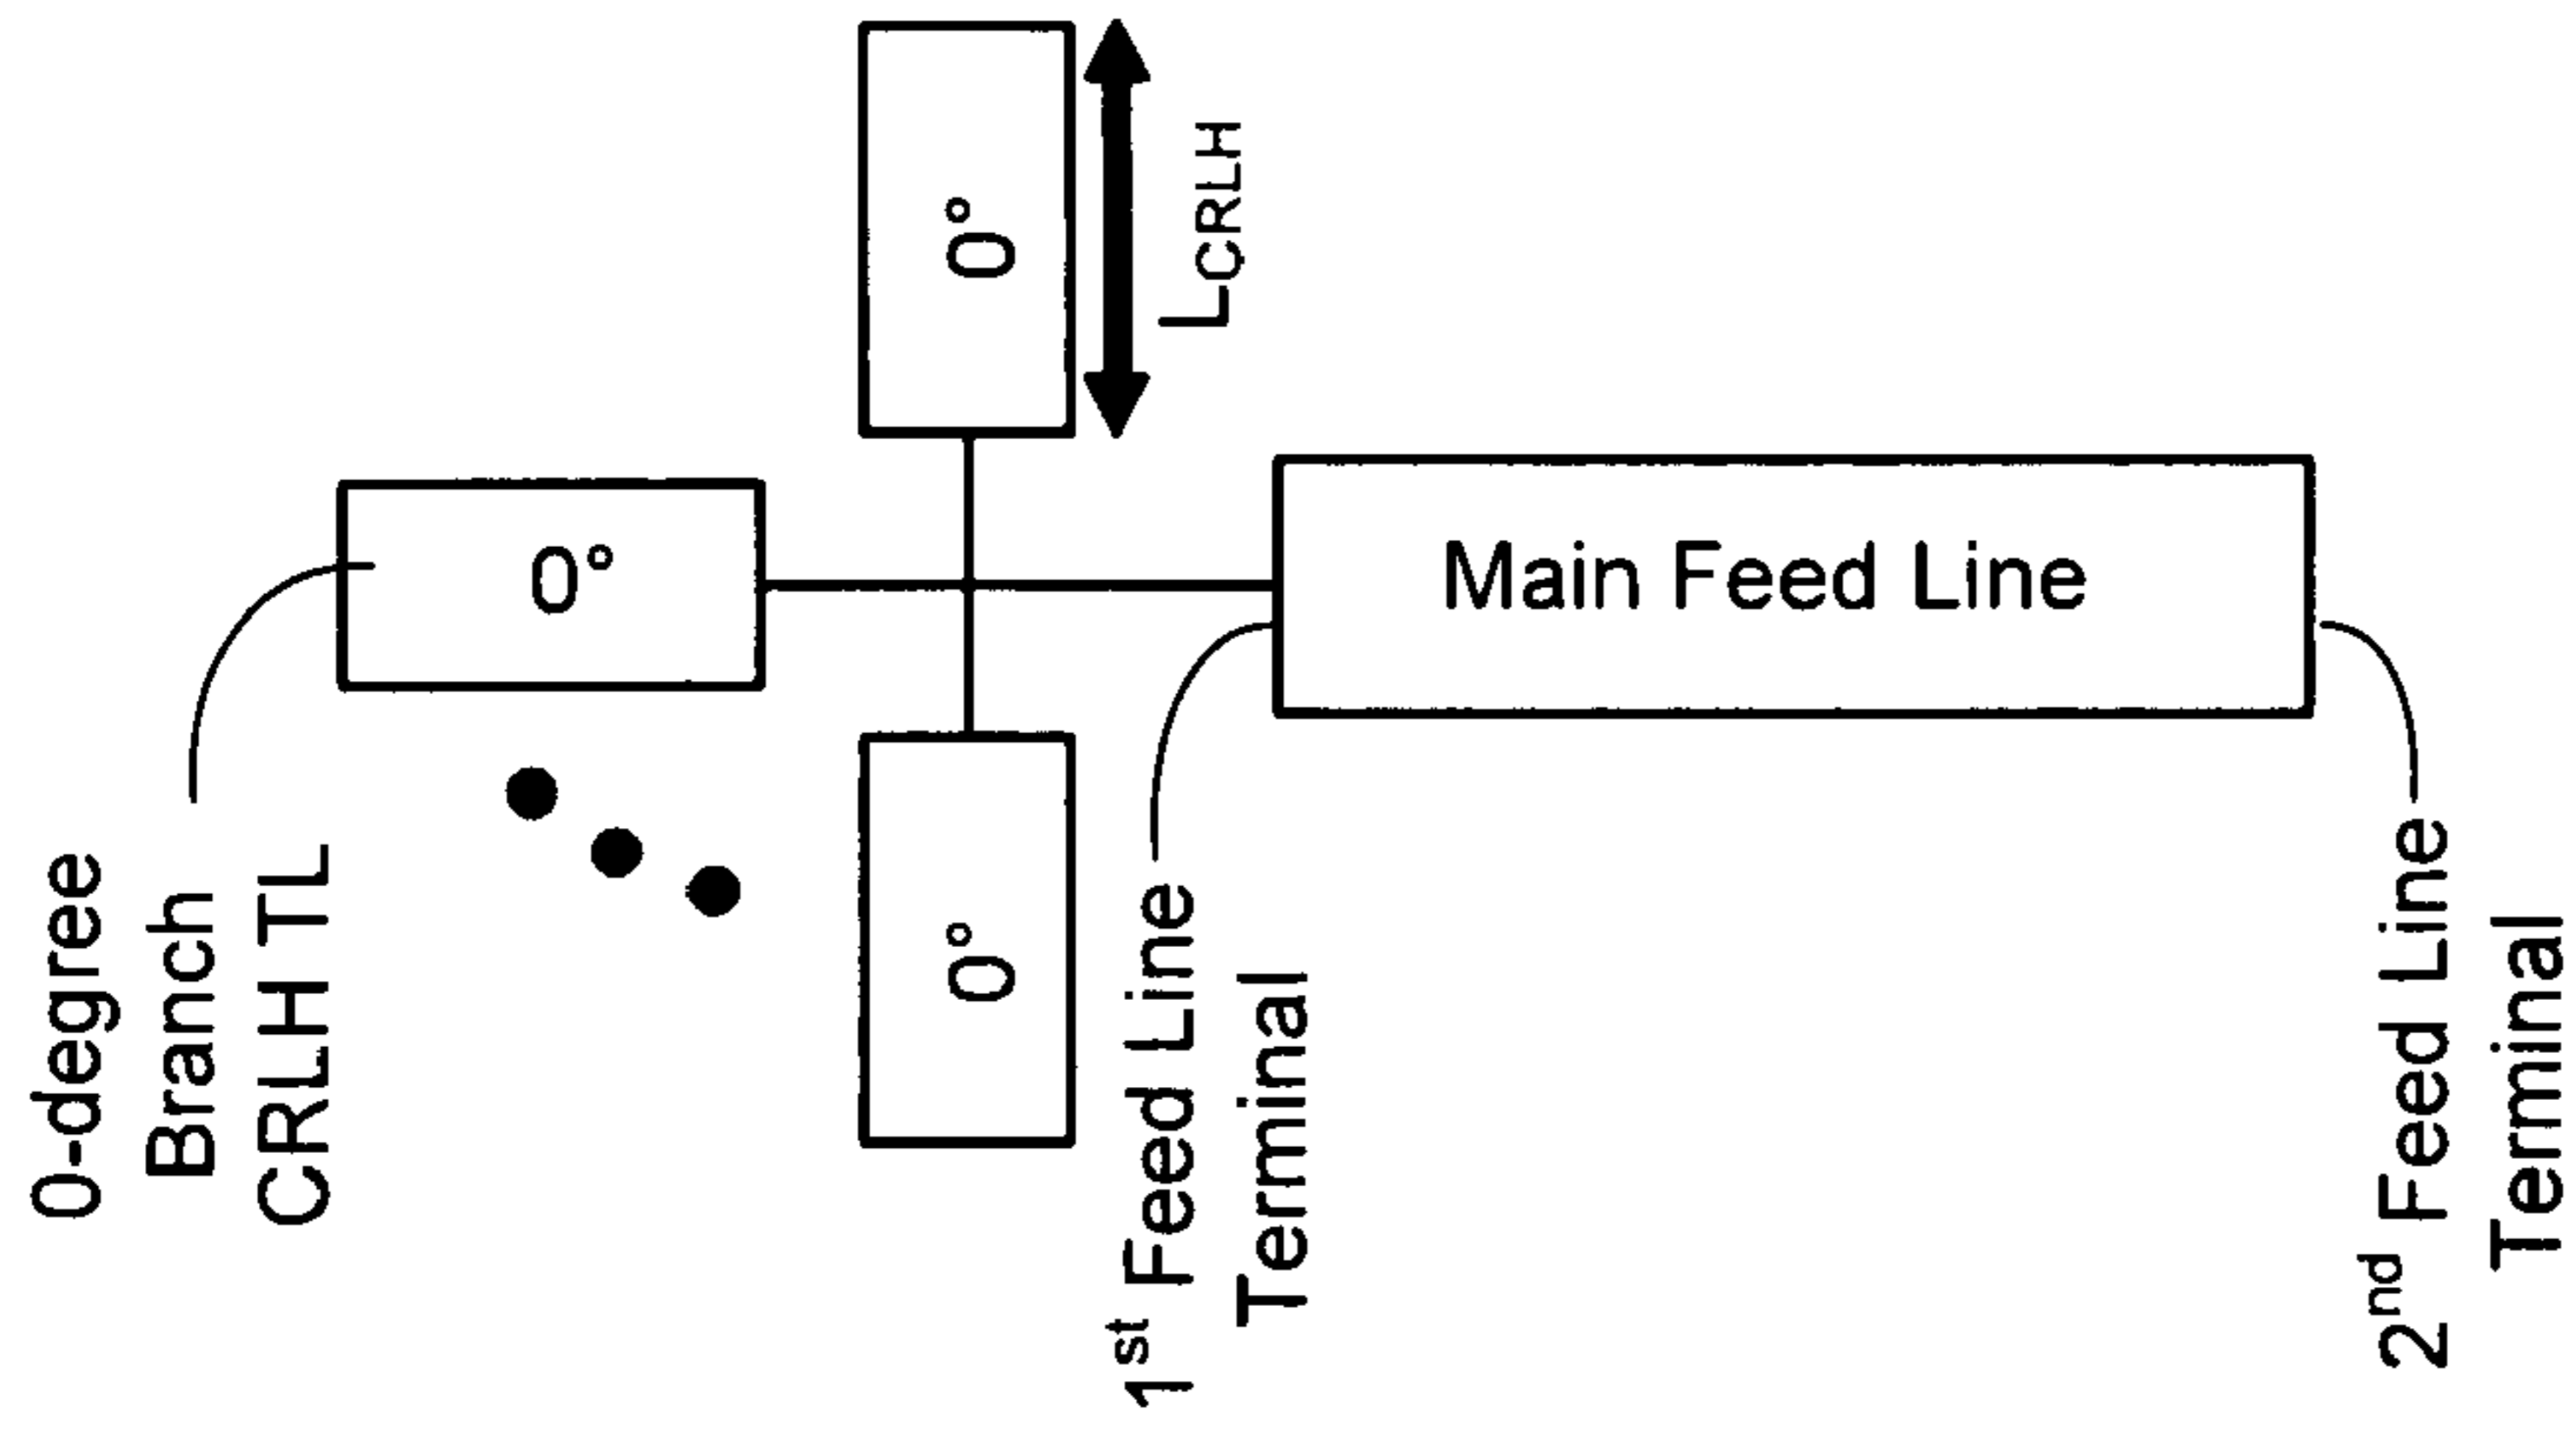 0-degree
Branch
CRLH TL
0°
0°
0°
LCRLH
Main Feed Line
1st Feed Line
Terminal
2nd Feed Line
Terminal